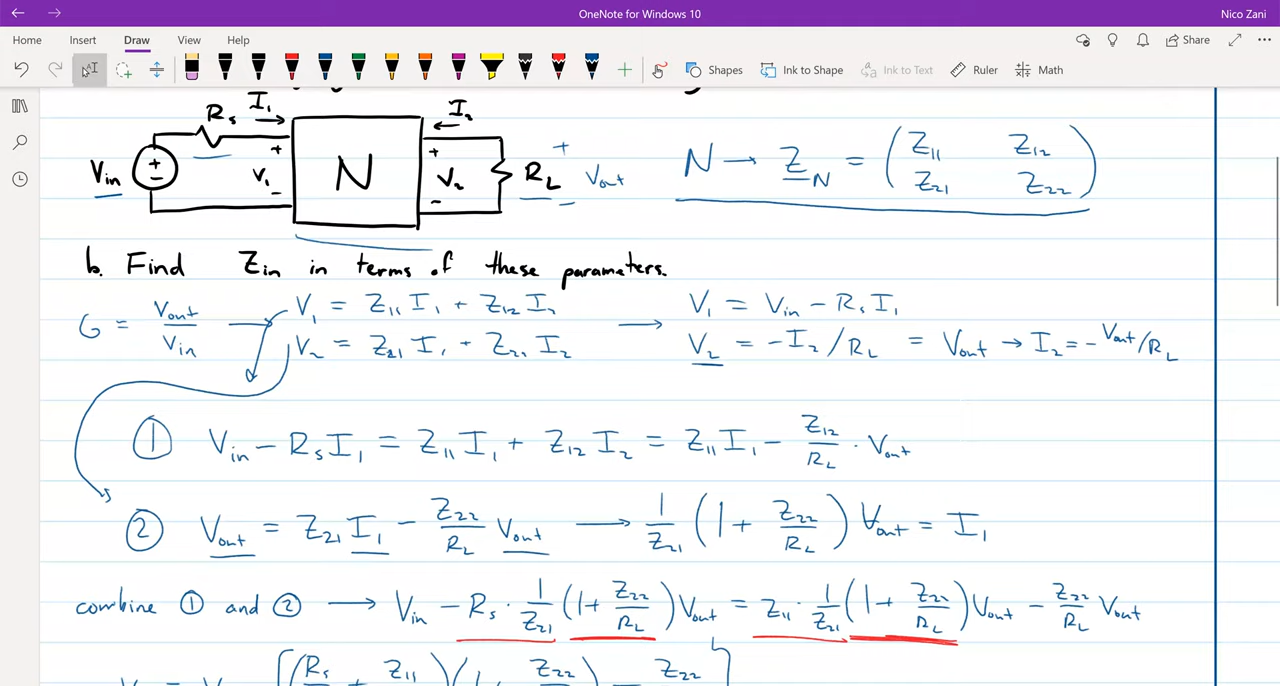 OneNote for Windows 10
Nico Zani
Home Insert Draw View Help
Share
Shapes Ink to Shape Ink to Text Ruler Math
Rs I1 I2
Vin + - + V1 - N + V2 - RL + Vout -
N → Z_N = ( Z11 Z12
Z21 Z22 )
b. Find Zin in terms of these parameters.
G = Vout/Vin → V1 = Z11 I1 + Z12 I2 → V1 = Vin - Rs I1
V2 = Z21 I1 + Z22 I2 V2 = -I2/RL = Vout → I2 = -Vout/RL
① Vin - Rs I1 = Z11 I1 + Z12 I2 = Z11 I1 - Z12/RL · Vout
② Vout = Z21 I1 - Z22/RL Vout → 1/Z21 (1 + Z22/RL) Vout = I1
combine ① and ② → Vin - Rs · 1/Z21 (1 + Z22/RL) Vout = Z11 · 1/Z21 (1 + Z22/RL) Vout - Z22/RL Vout